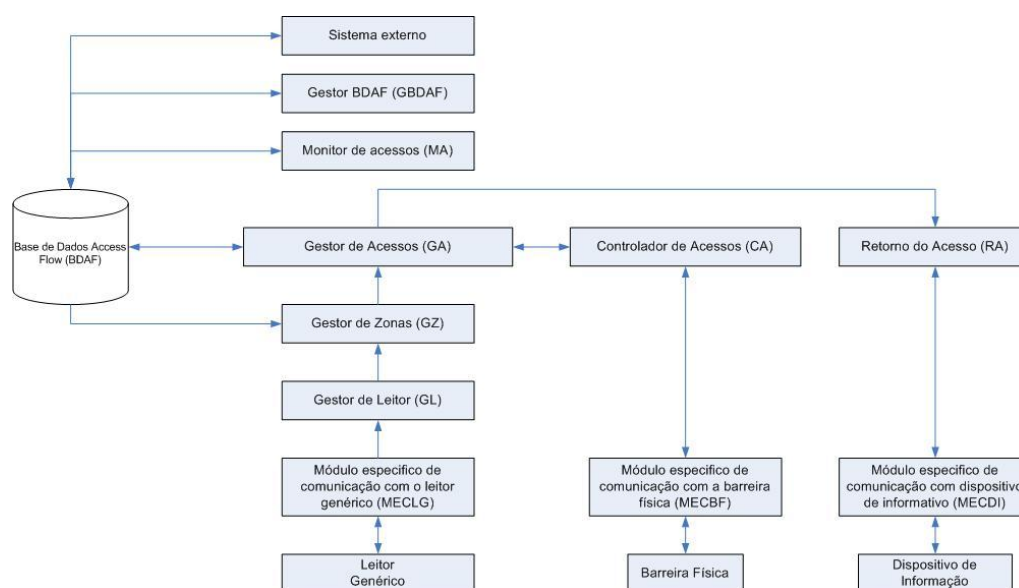 Sistema externo
Gestor BDAF (GBDAF)
Monitor de acessos (MA)
Base de Dados Access
Flow (BDAF)
Gestor de Acessos (GA)
Controlador de Acessos (CA)
Retorno do Acesso (RA)
Gestor de Zonas (GZ)
Gestor de Leitor (GL)
Módulo especifico de
comunicação com o leitor
genérico (MECLG)
Módulo especifico de
comunicação com a barreira
física (MECBF)
Módulo especifico de
comunicação com dispositivo
de informativo (MECDI)
Leitor
Genérico
Barreira Física
Dispositivo de
Informação